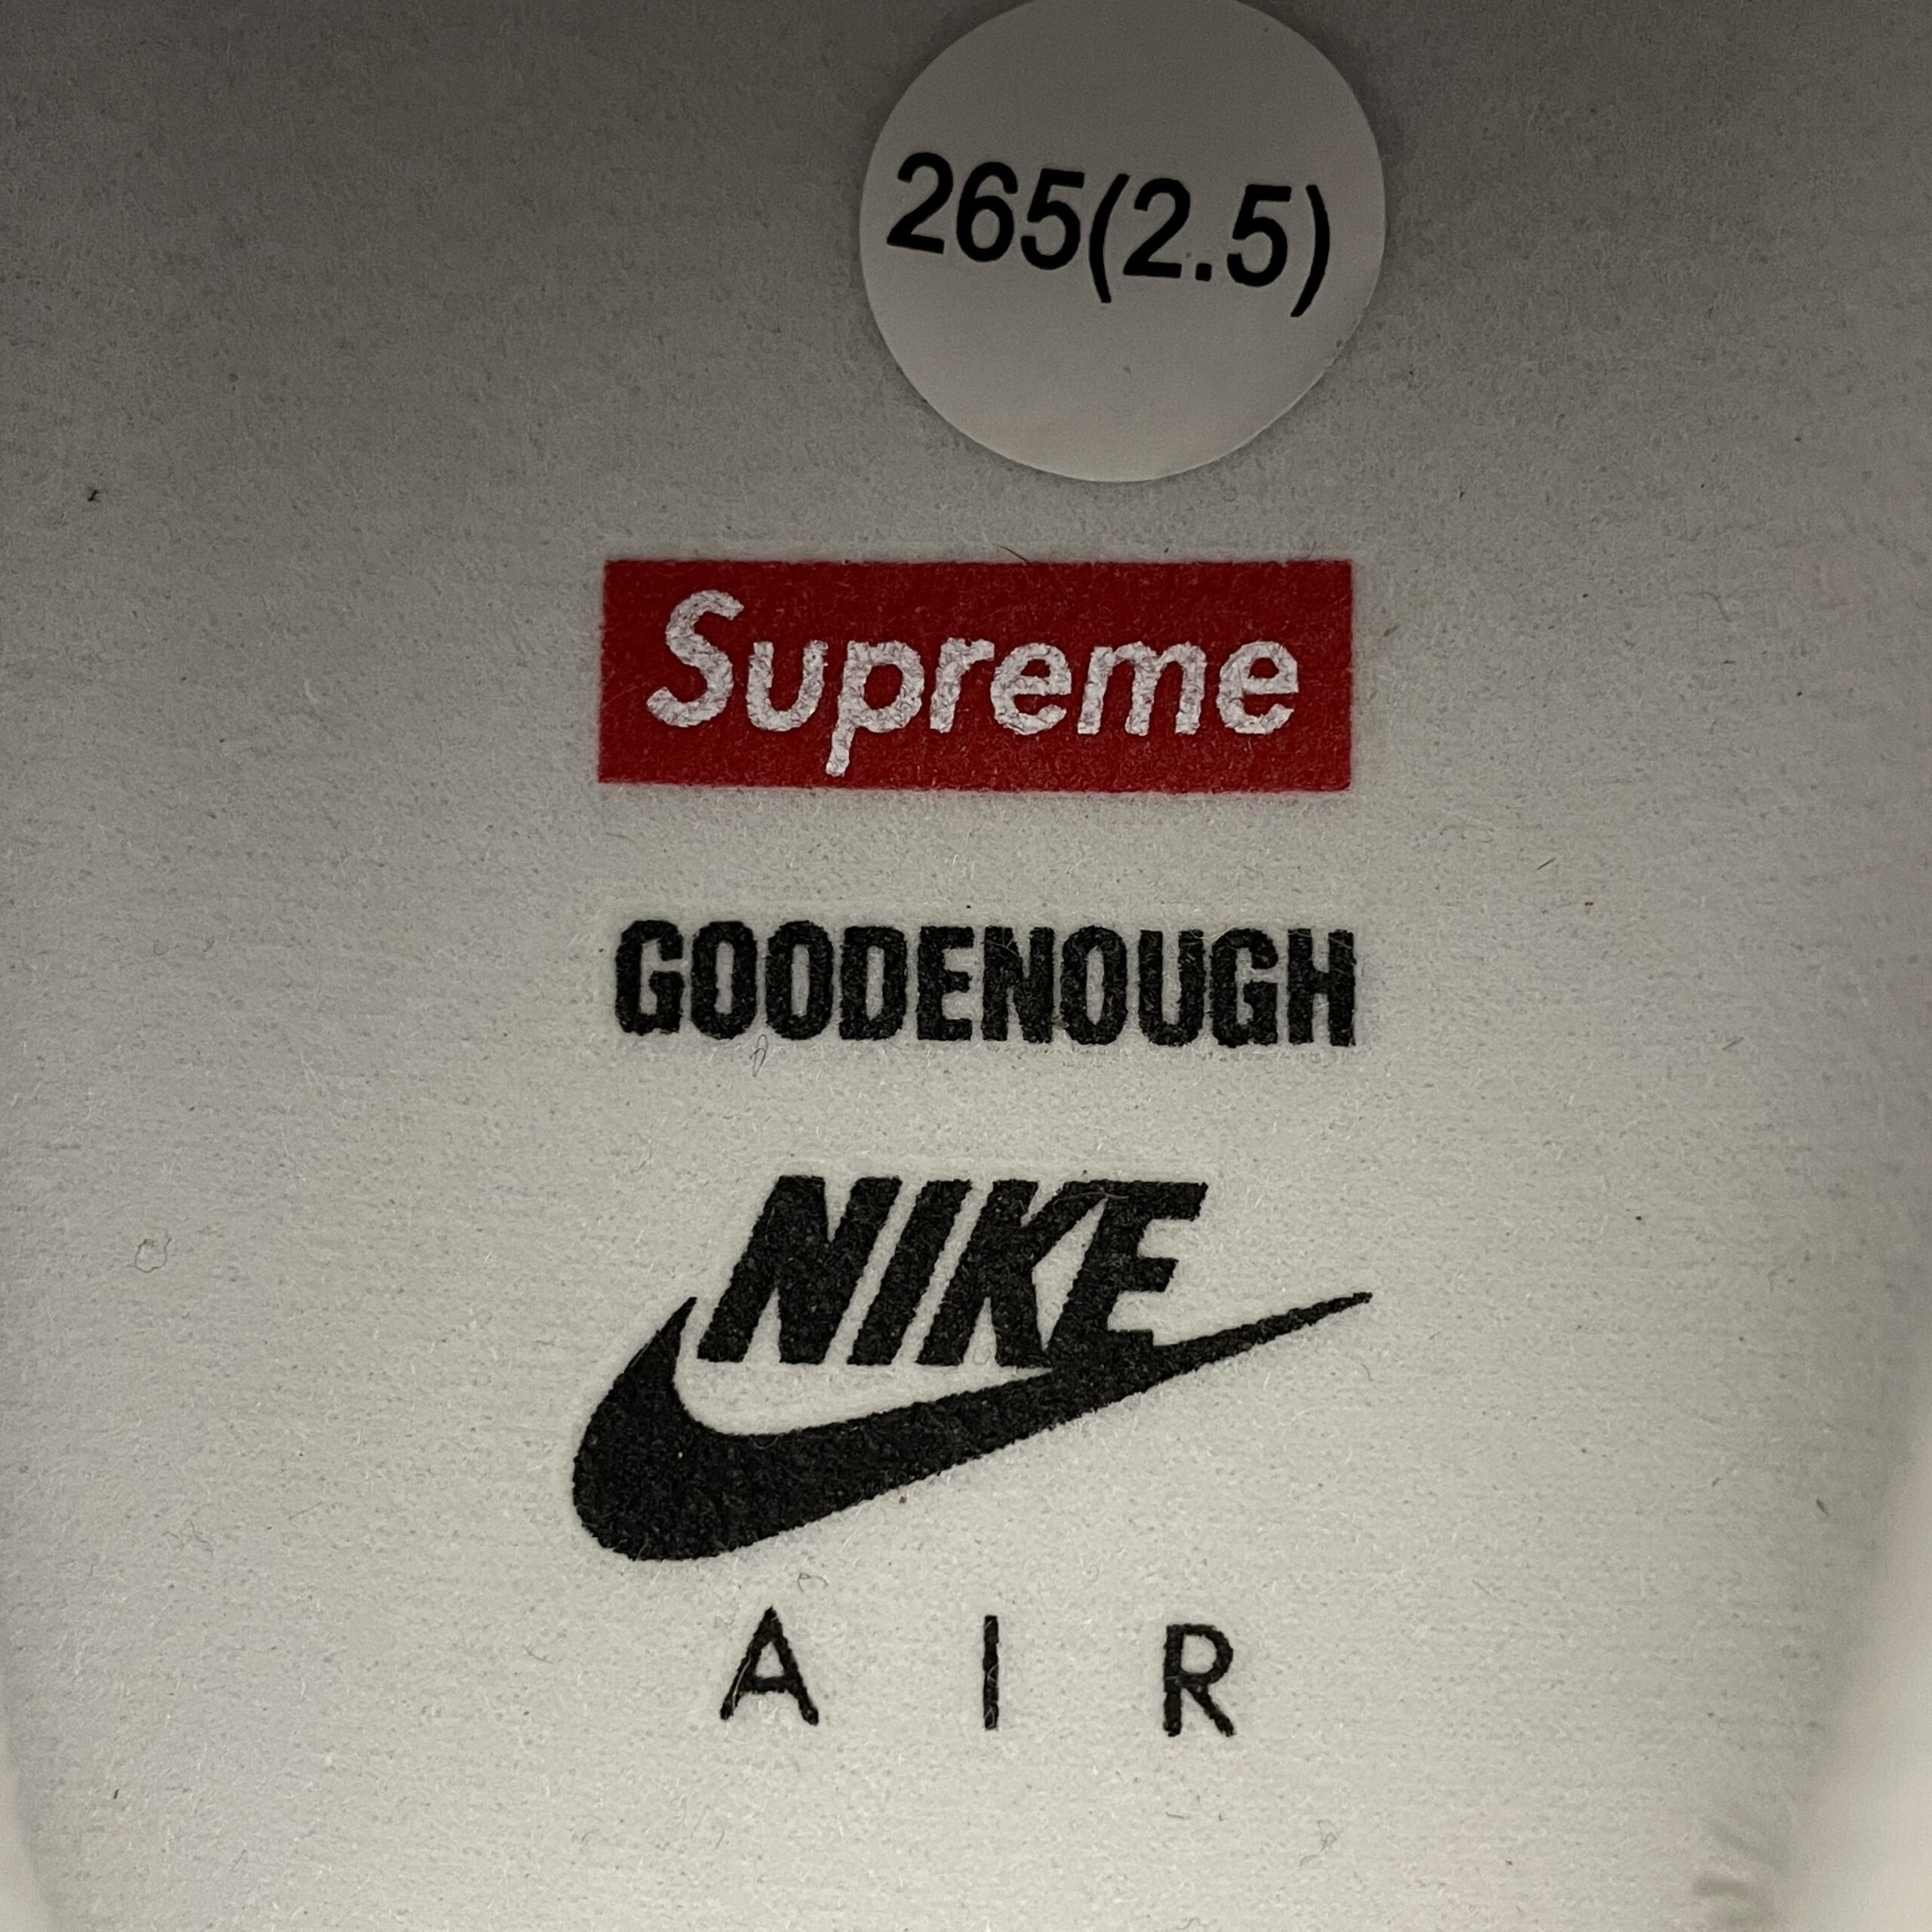 265(2.5)
Supreme
GOODENOUGH
NIKE
AIR